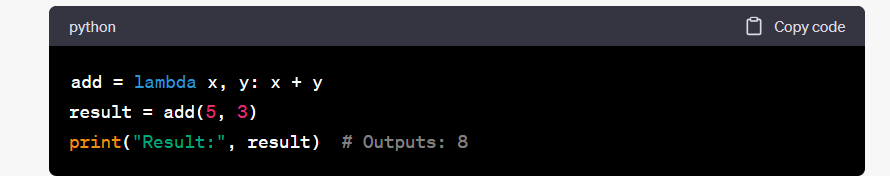 python Copy code
add = lambda x, y: x + y
result = add(5, 3)
print("Result:", result)  # Outputs: 8